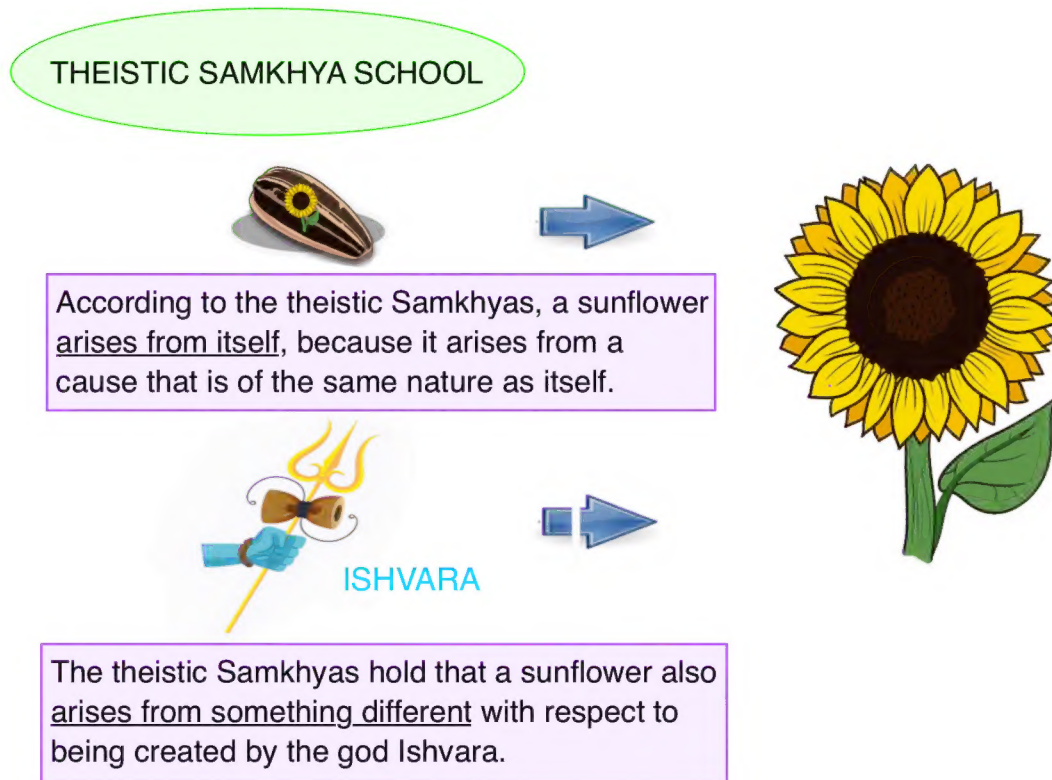 THEISTIC SAMKHYA SCHOOL
According to the theistic Samkhyas, a sunflower
arises from itself, because it arises from a
cause that is of the same nature as itself.
ISHVARA
The theistic Samkhyas hold that a sunflower also
arises from something different with respect to
being created by the god Ishvara.